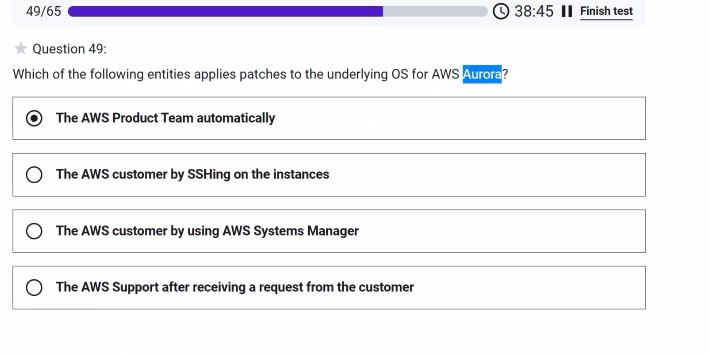 49/65 38:45 Finish test
Question 49:
Which of the following entities applies patches to the underlying OS for AWS Aurora?
The AWS Product Team automatically
The AWS customer by SSHing on the instances
The AWS customer by using AWS Systems Manager
The AWS Support after receiving a request from the customer